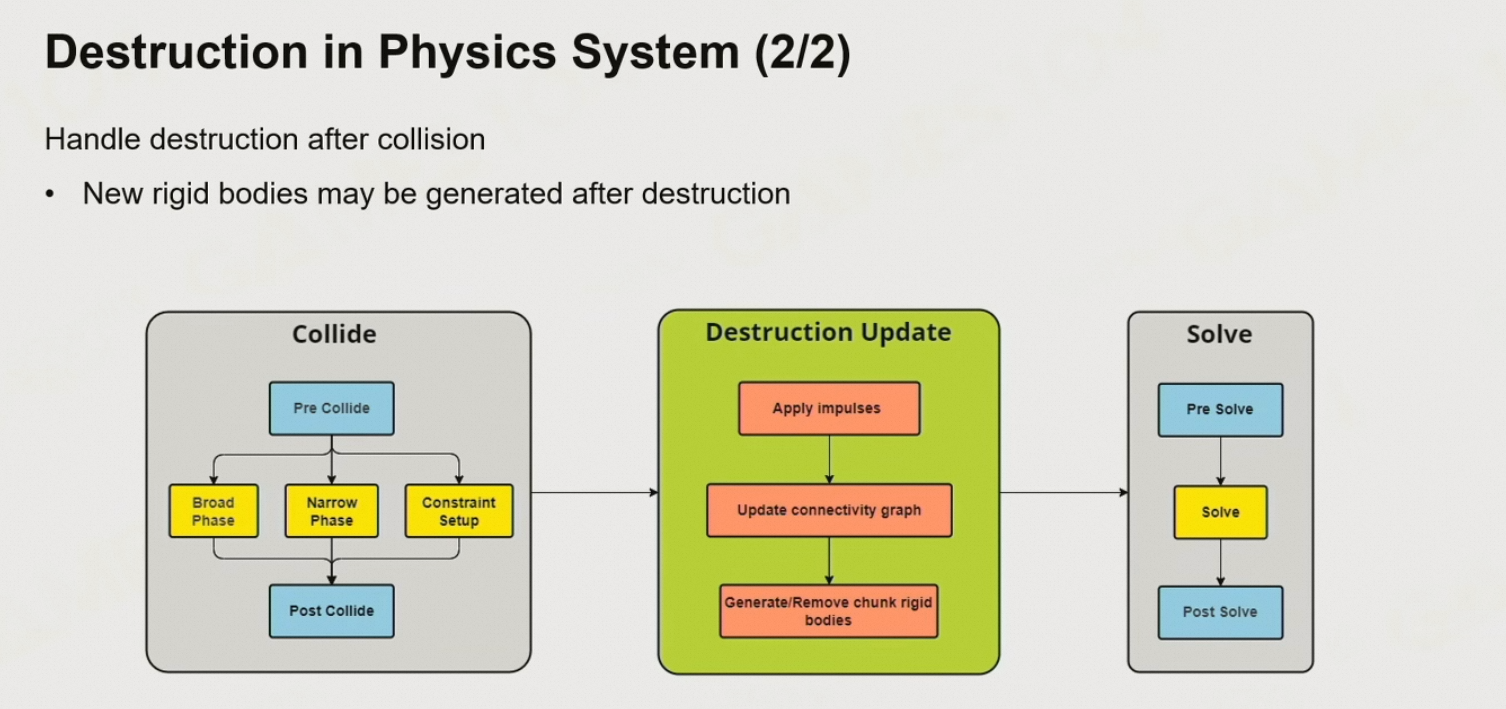 Destruction in Physics System (2/2)
Handle destruction after collision
• New rigid bodies may be generated after destruction
Collide
Pre Collide
Broad
Phase
Narrow
Phase
Constraint
Setup
Post Collide
Destruction Update
Apply impulses
Update connectivity graph
Generate/Remove chunk rigid
bodies
Solve
Pre Solve
Solve
Post Solve